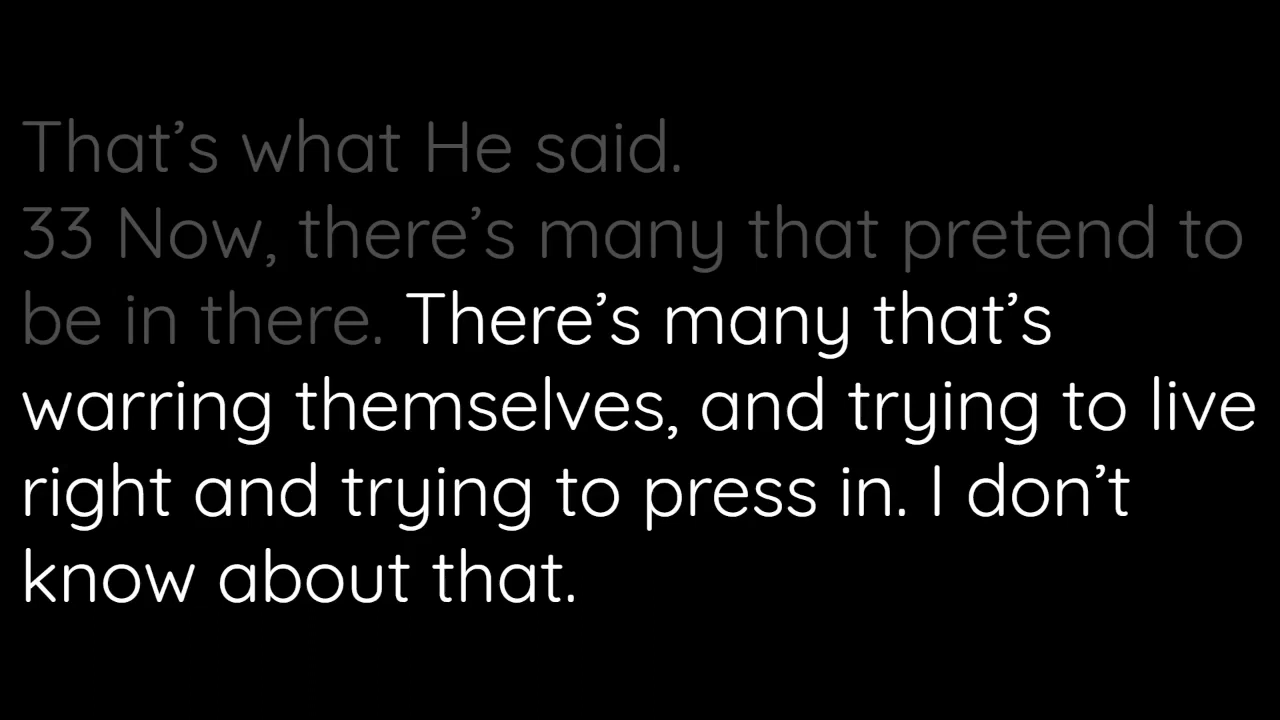 That’s what He said.
33 Now, there’s many that pretend to
be in there. There’s many that’s
warring themselves, and trying to live
right and trying to press in. I don’t
know about that.